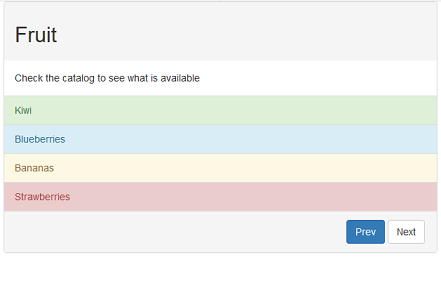 Fruit
Check the catalog to see what is available
Kiwi
Blueberries
Bananas
Strawberries
Prev Next